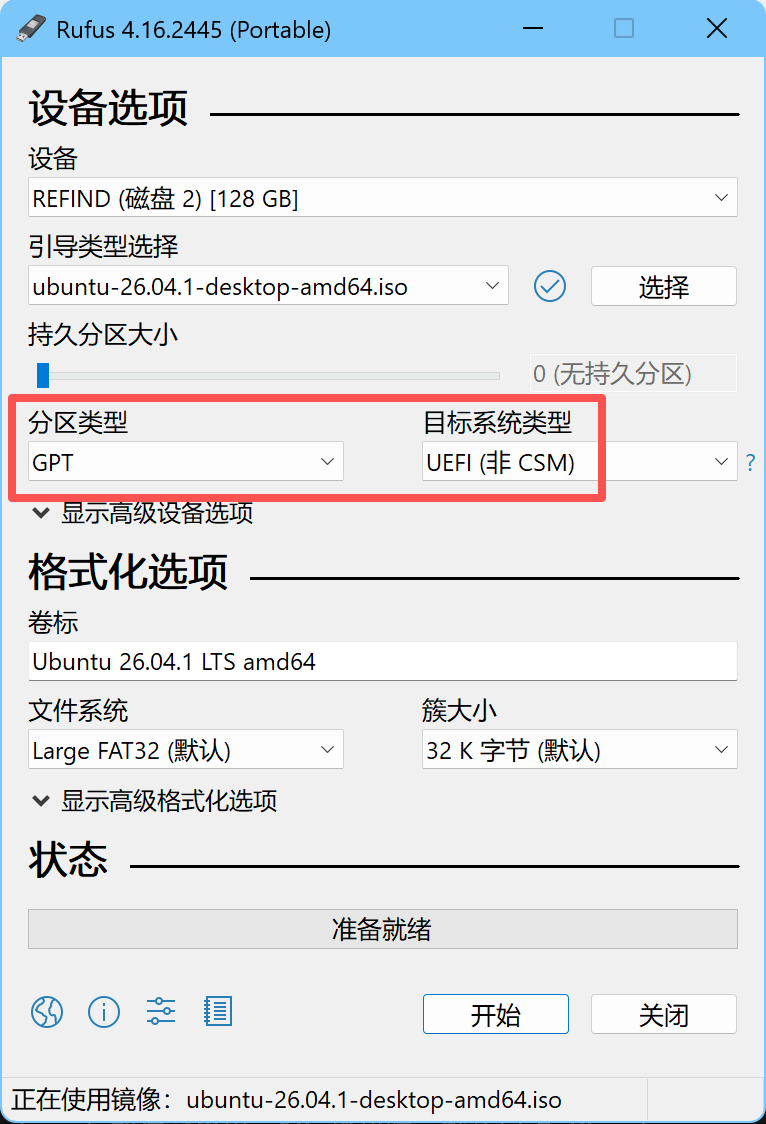 Rufus 4.16.2445 (Portable)
设备选项
设备
REFIND (磁盘 2) [128 GB]
引导类型选择
ubuntu-26.04.1-desktop-amd64.iso
选择
持久分区大小
0 (无持久分区)
分区类型
目标系统类型
GPT
UEFI (非 CSM)
?
显示高级设备选项
格式化选项
卷标
Ubuntu 26.04.1 LTS amd64
文件系统
簇大小
Large FAT32 (默认)
32 K 字节 (默认)
显示高级格式化选项
状态
准备就绪
开始
关闭
正在使用镜像：ubuntu-26.04.1-desktop-amd64.iso